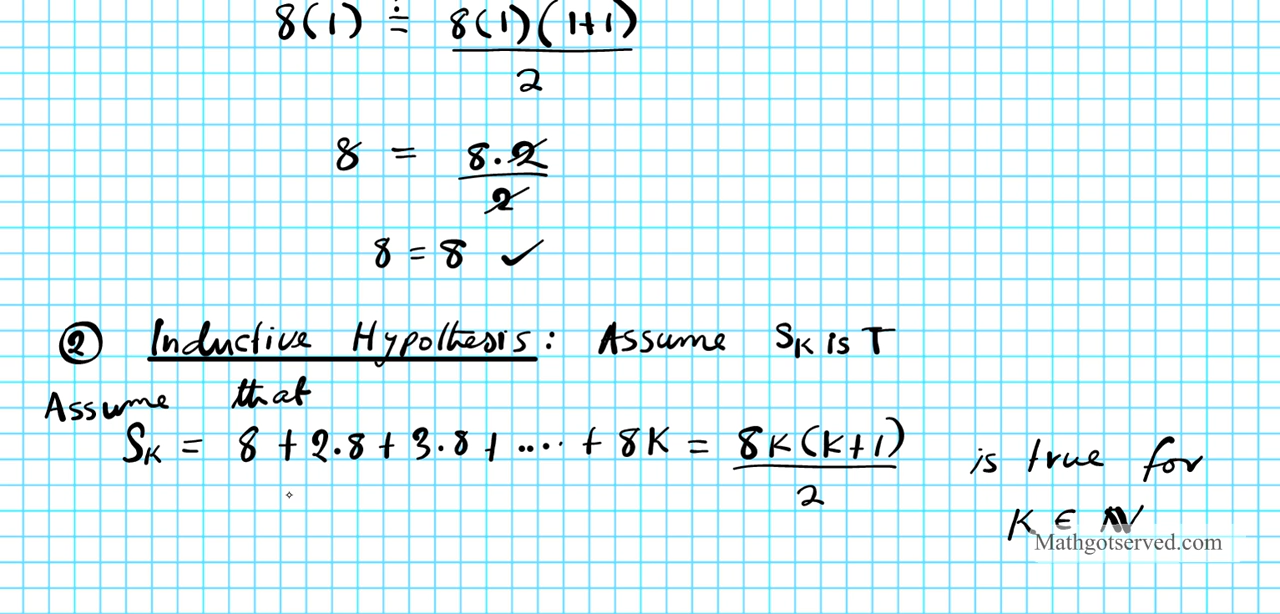 8(1) ≟ 8(1)(1+1)
2
8 = 8.2
2
8 = 8 ✓
② Inductive Hypothesis: Assume SK is T
Assume that
SK = 8 + 2.8 + 3.8 + .... + 8K = 8K(K+1)
2
is true for
K ∈ N
Mathgotserved.com